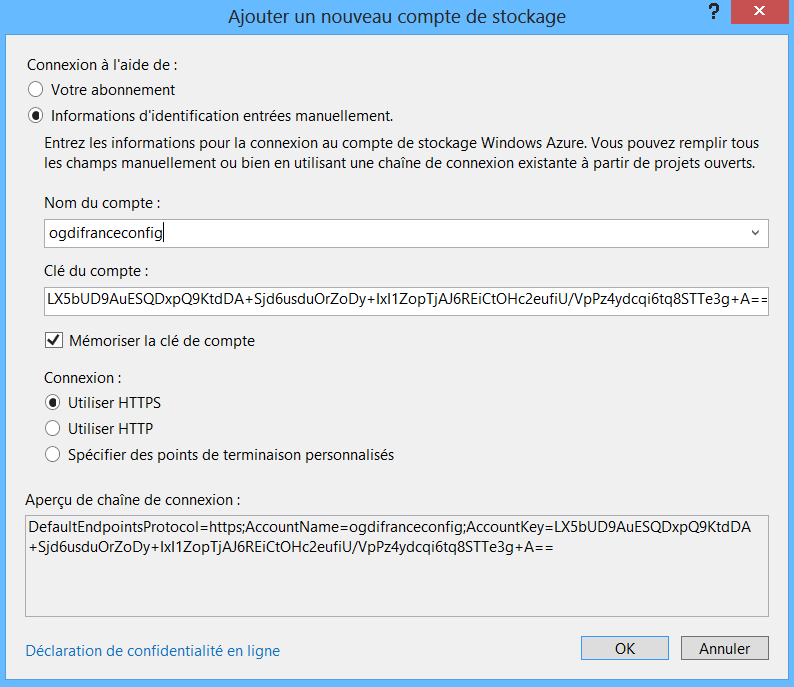 Ajouter un nouveau compte de stockage
?
Connexion à l'aide de :
Votre abonnement
Informations d'identification entrées manuellement.
Entrez les informations pour la connexion au compte de stockage Windows Azure. Vous pouvez remplir tous
les champs manuellement ou bien en utilisant une chaîne de connexion existante à partir de projets ouverts.
Nom du compte :
ogdifranceconfig
Clé du compte :
LX5bUD9AuESQDxpQ9KtdDA+Sjd6usduOrZoDy+IxI1ZopTjAJ6REiCtOHc2eufiU/VpPz4ydcqi6tq8STTe3g+A==
Mémoriser la clé de compte
Connexion :
Utiliser HTTPS
Utiliser HTTP
Spécifier des points de terminaison personnalisés
Aperçu de chaîne de connexion :
DefaultEndpointsProtocol=https;AccountName=ogdifranceconfig;AccountKey=LX5bUD9AuESQDxpQ9KtdDA
+Sjd6usduOrZoDy+IxI1ZopTjAJ6REiCtOHc2eufiU/VpPz4ydcqi6tq8STTe3g+A==
Déclaration de confidentialité en ligne
OK
Annuler